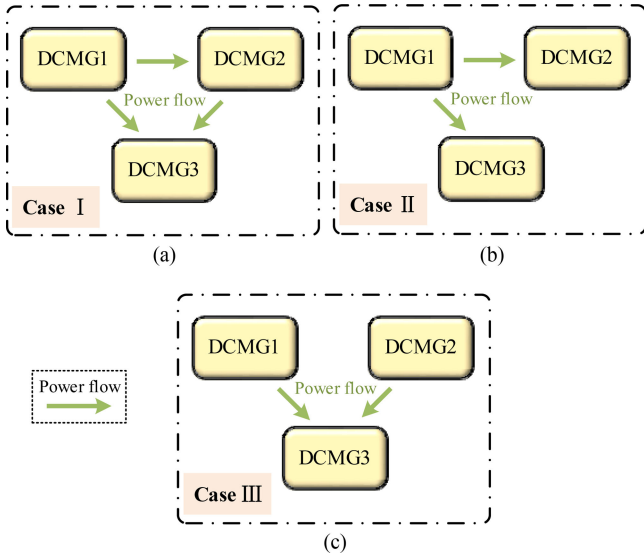 DCMG1
DCMG2
Power flow
DCMG3
Case Ⅰ
(a)
DCMG1
DCMG2
Power flow
DCMG3
Case Ⅱ
(b)
Power flow
DCMG1
DCMG2
Power flow
DCMG3
Case Ⅲ
(c)